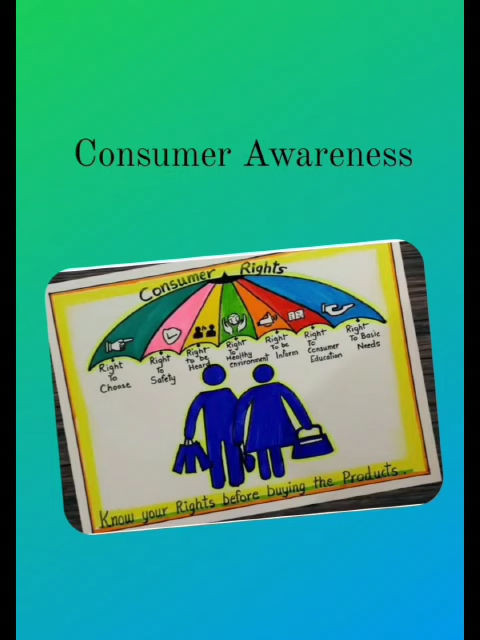 Consumer Awareness
Consumer Rights
Right
To
Choose
Right
To
Safety
Right
To be
Heard
Right
To
Healthy
environment
Right
To be
Inform
Right
To
Consumer
Education
Right
To Basic
Needs
Know your Rights before buying the Products...